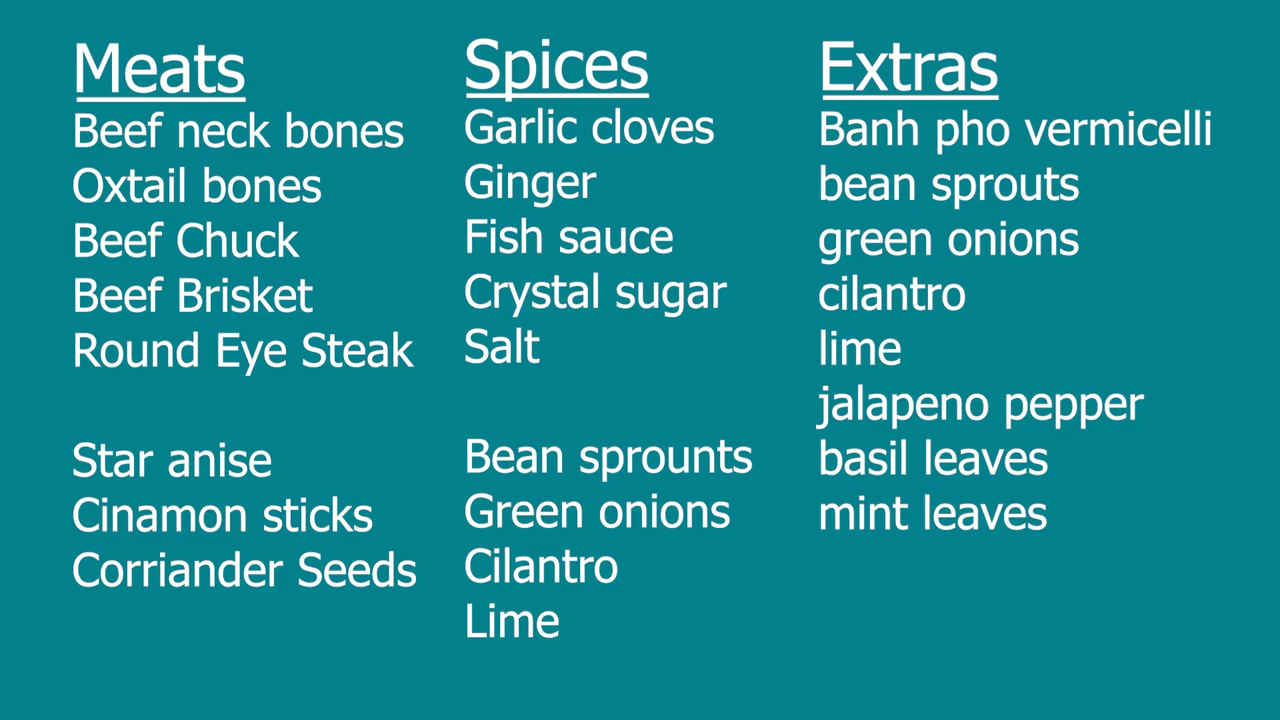 Meats
Beef neck bones
Oxtail bones
Beef Chuck
Beef Brisket
Round Eye Steak
Star anise
Cinamon sticks
Corriander Seeds
Spices
Garlic cloves
Ginger
Fish sauce
Crystal sugar
Salt
Bean sprounts
Green onions
Cilantro
Lime
Extras
Banh pho vermicelli
bean sprouts
green onions
cilantro
lime
jalapeno pepper
basil leaves
mint leaves